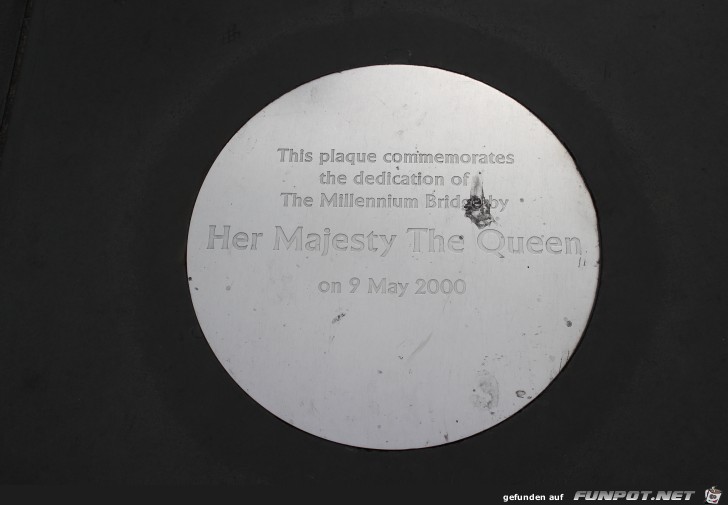 This plaque commemorates
the dedication of
The Millennium Bridge by
Her Majesty The Queen
on 9 May 2000
gefunden auf FUNPOT.NET